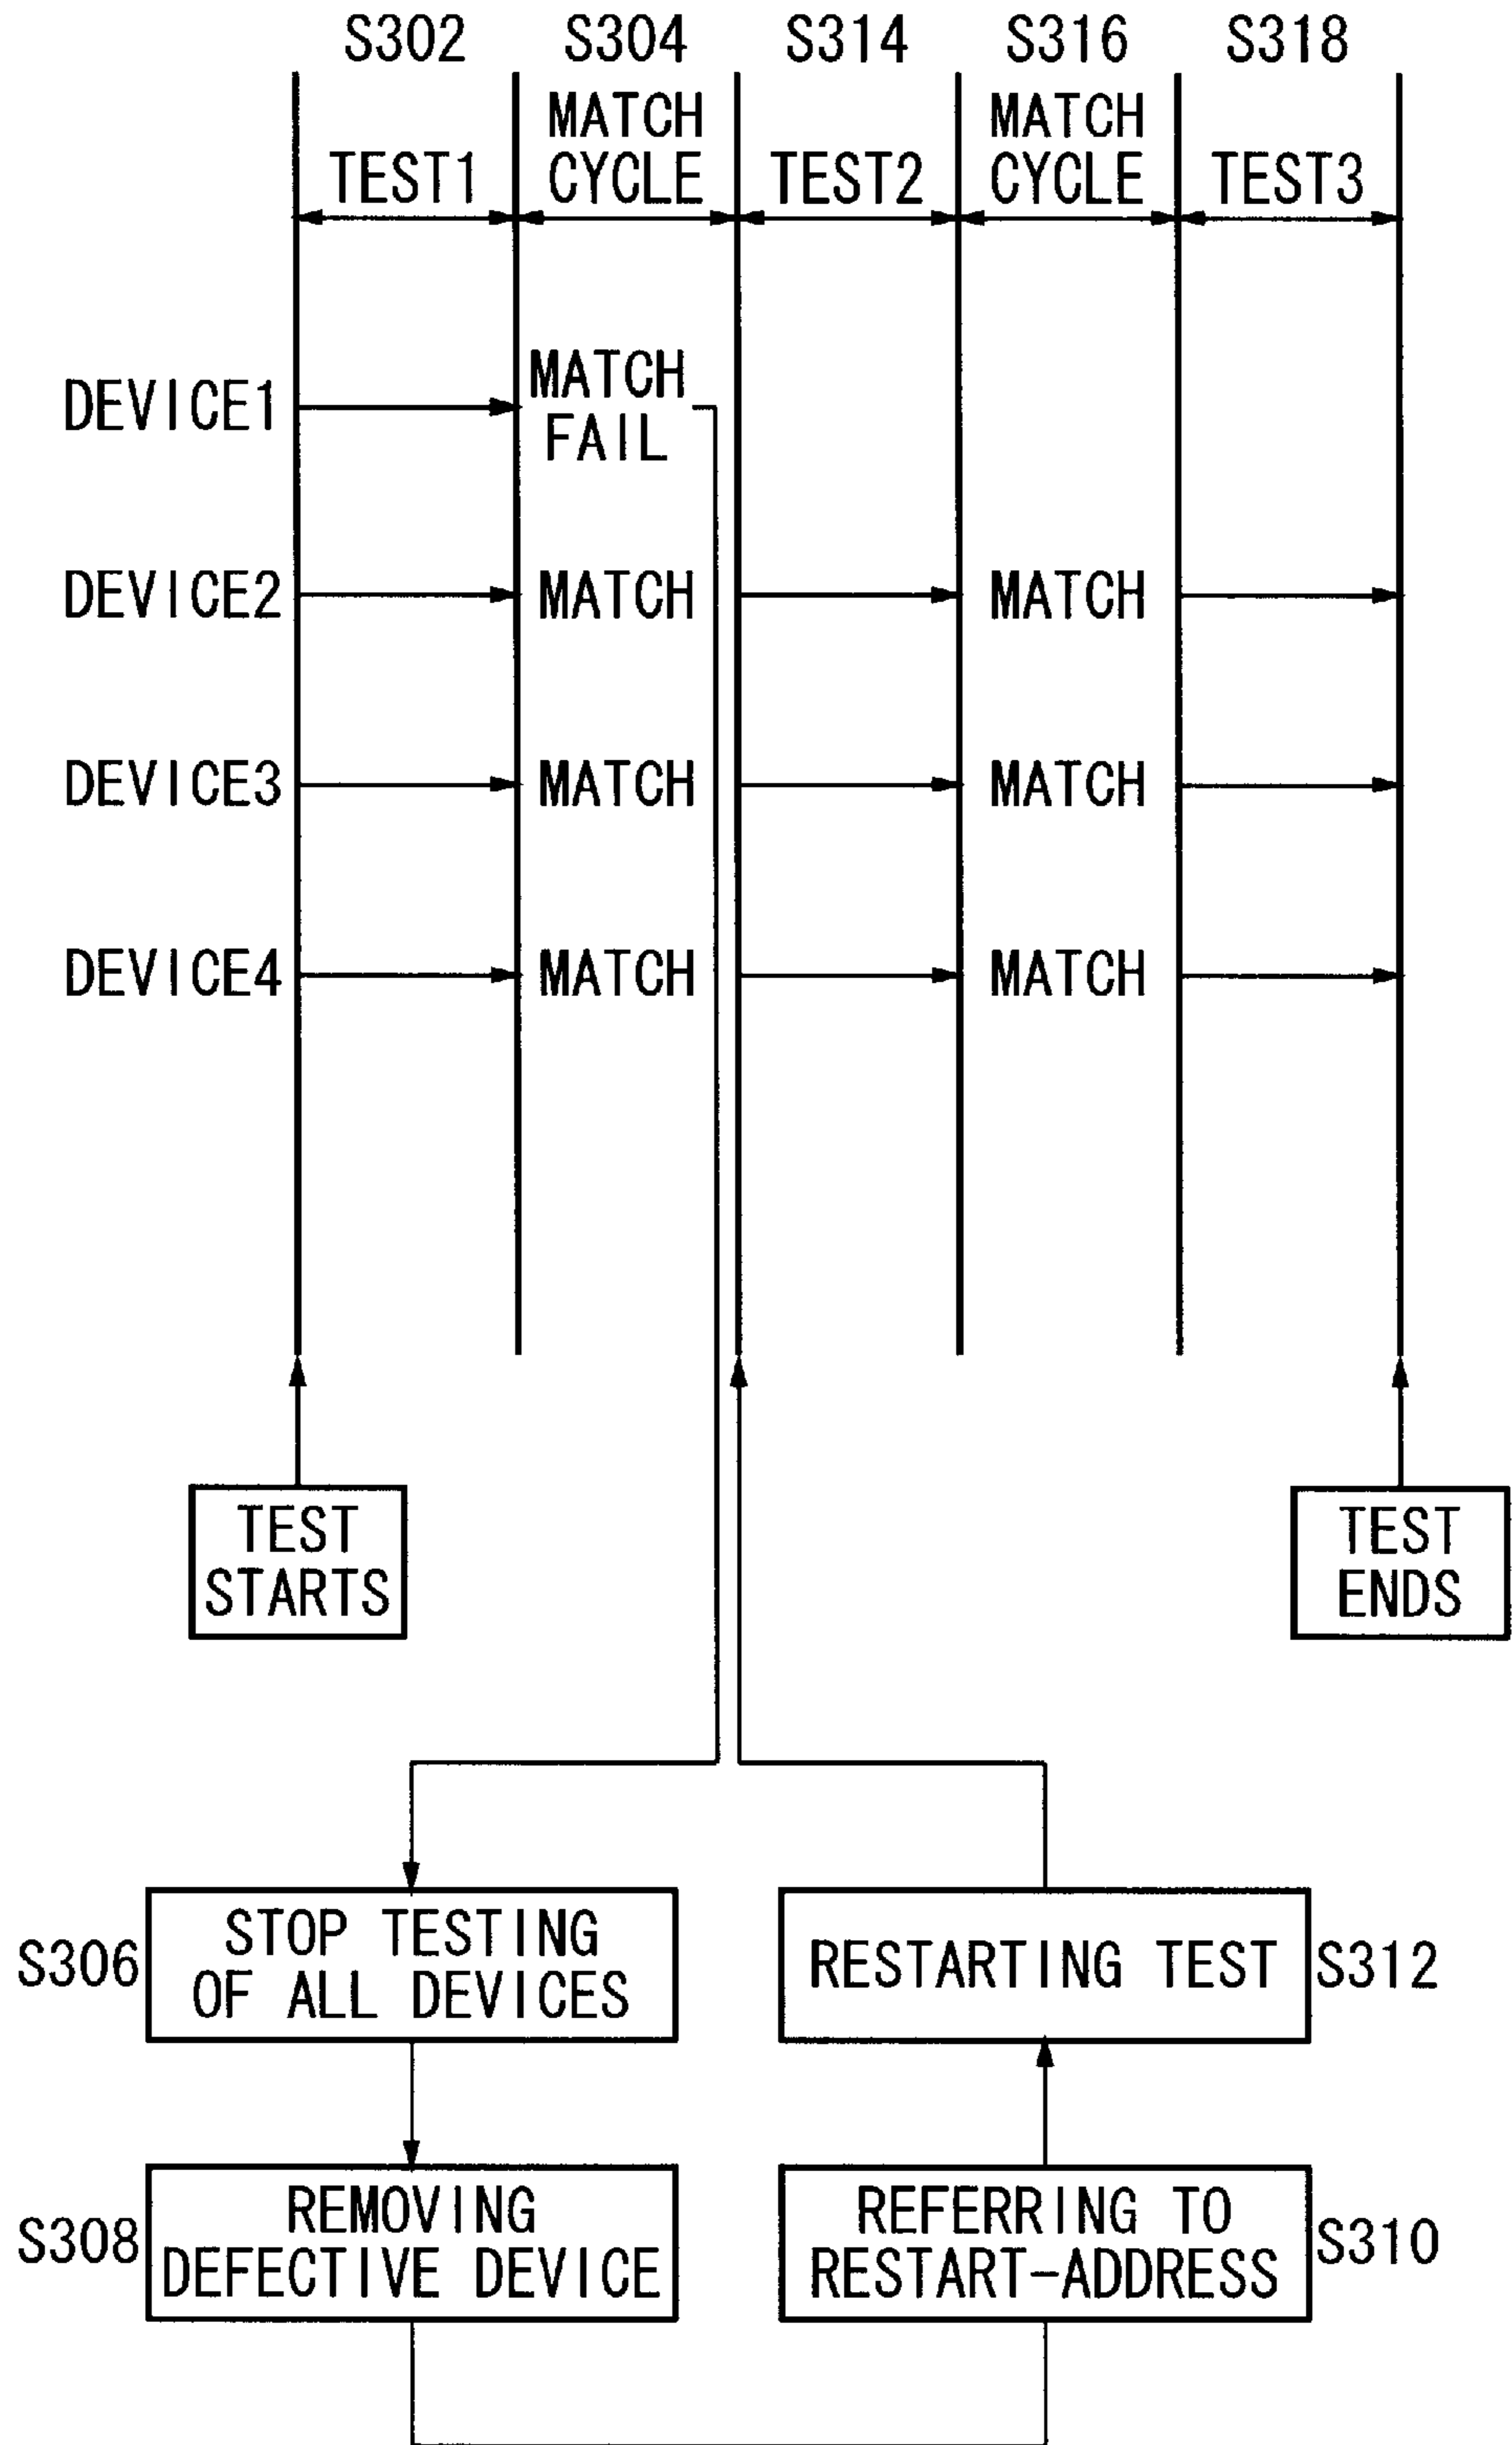 S302 S304 S314 S316 S318
MATCH MATCH
TEST1 CYCLE TEST2 CYCLE TEST3
MATCH
DEVICE1
FAIL
DEVICE2 MATCH MATCH
DEVICE3 MATCH MATCH
DEVICE4 MATCH MATCH
TEST
STARTS
TEST
ENDS
S306
STOP TESTING
OF ALL DEVICES
RESTARTING TEST
S312
S308
REMOVING
DEFECTIVE DEVICE
REFERRING TO
RESTART-ADDRESS
S310